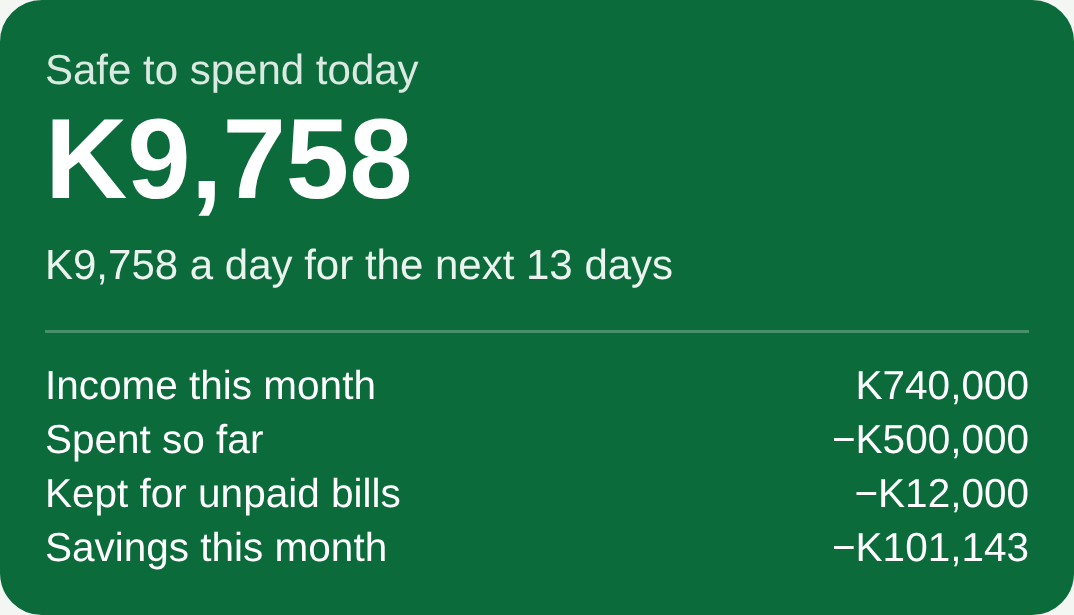 Safe to spend today
K9,758
K9,758 a day for the next 13 days
Income this month K740,000
Spent so far −K500,000
Kept for unpaid bills −K12,000
Savings this month −K101,143